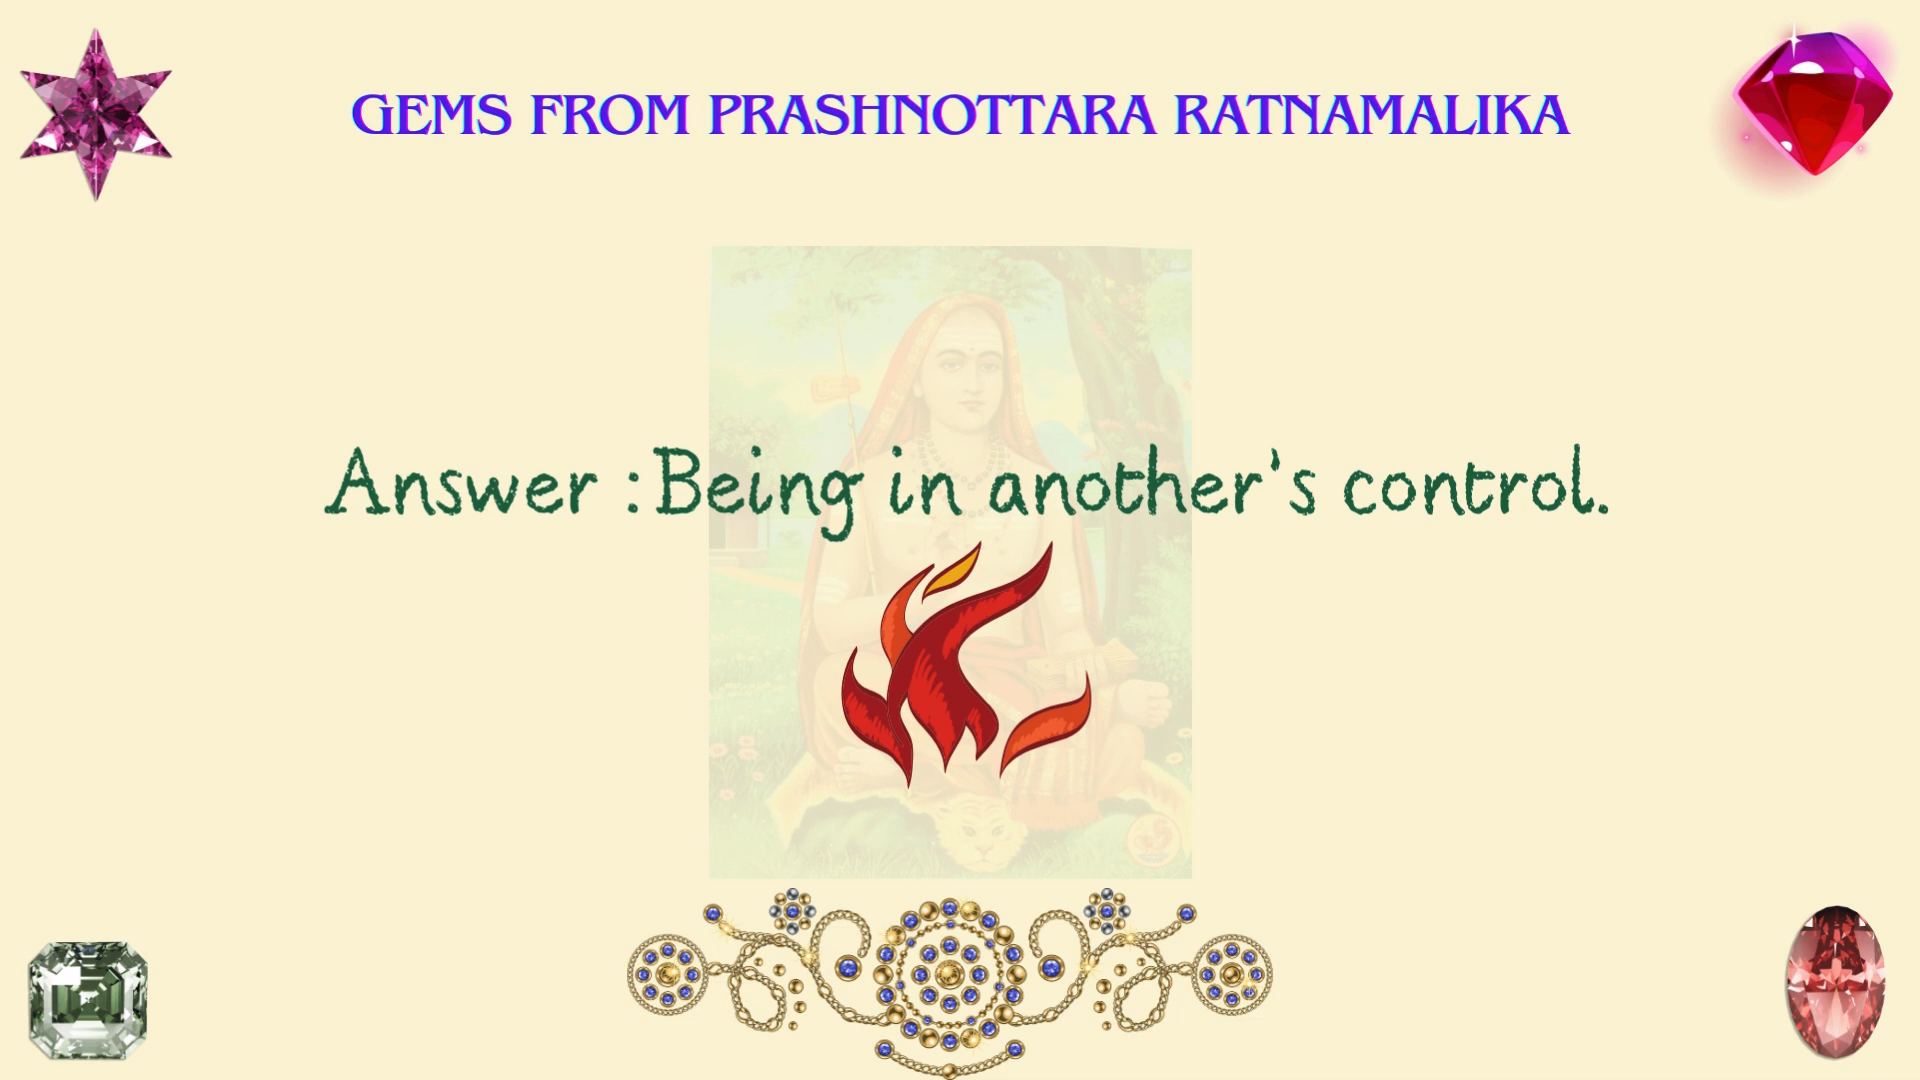 GEMS FROM PRASHNOTTARA RATNAMALIKA
Answer :Being in another's control.